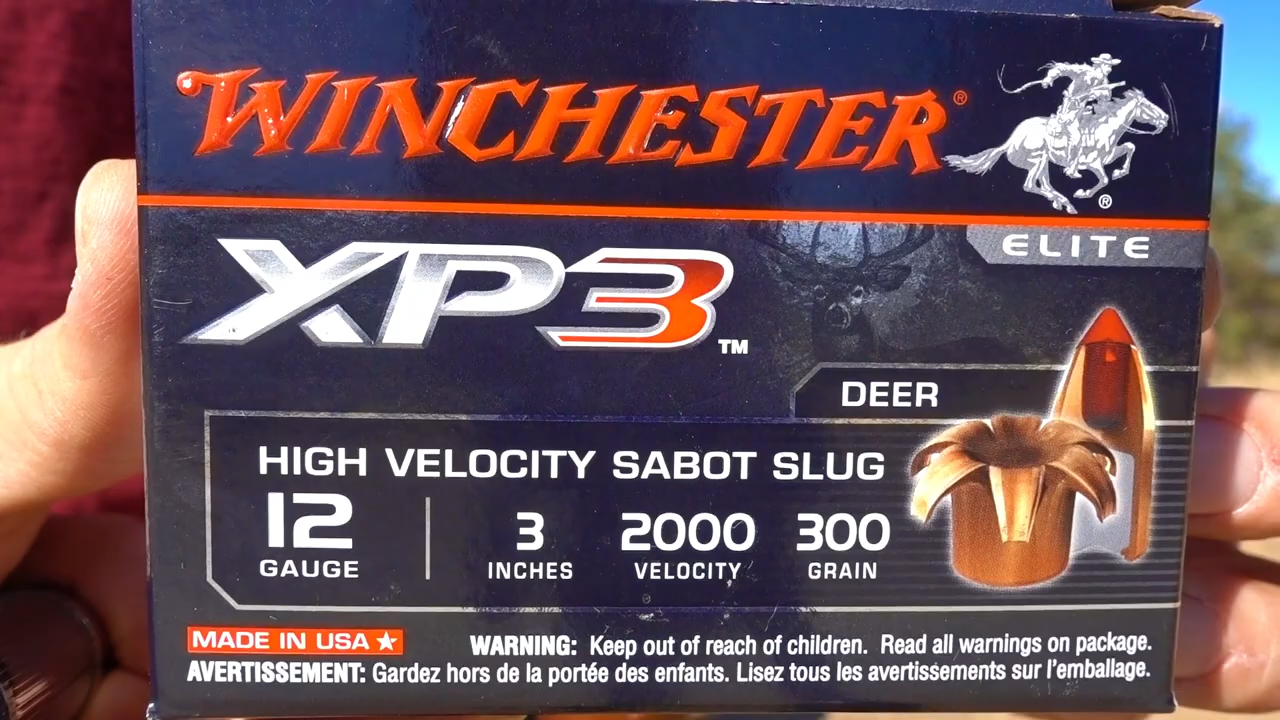 WINCHESTER®
®
ELITE
XP3™
DEER
HIGH VELOCITY SABOT SLUG
12 3 2000 300
GAUGE INCHES VELOCITY GRAIN
MADE IN USA ★ WARNING: Keep out of reach of children. Read all warnings on package.
AVERTISSEMENT: Gardez hors de la portée des enfants. Lisez tous les avertissements sur l'emballage.